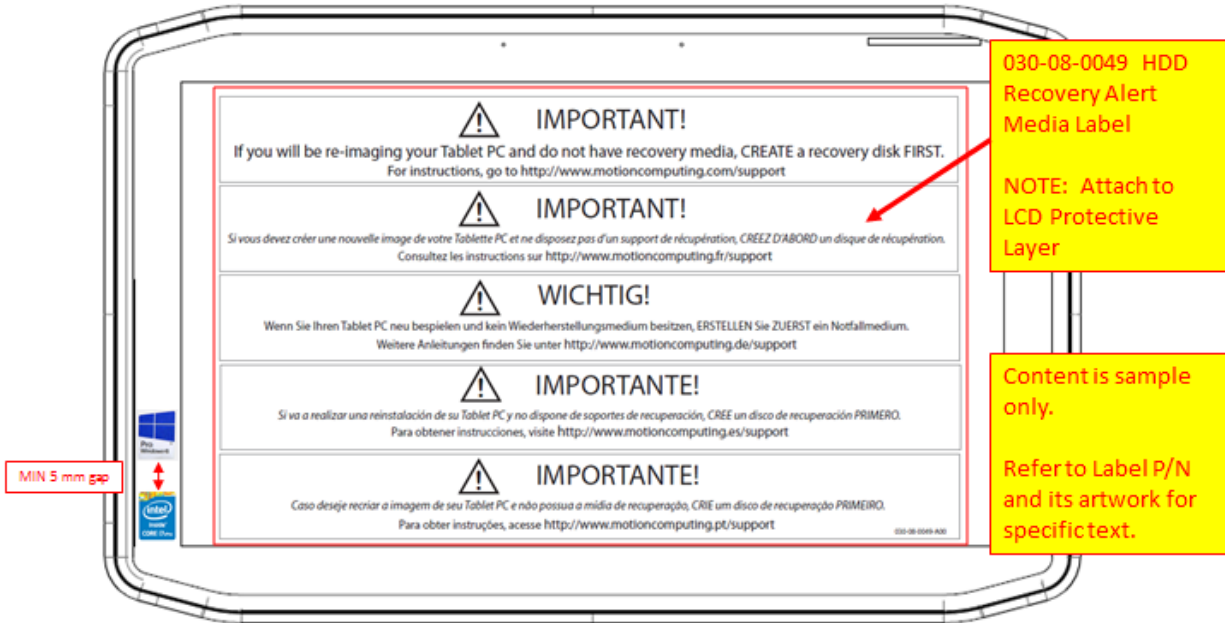 IMPORTANT!
If you will be re-imaging your Tablet PC and do not have recovery media, CREATE a recovery disk FIRST.
For instructions, go to http://www.motioncomputing.com/support
IMPORTANT!
Si vous devez créer une nouvelle image de votre Tablette PC et ne disposez pas d'un support de récupération, CRÉEZ D'ABORD un disque de récupération.
Consultez les instructions sur http://www.motioncomputing.fr/support
WICHTIG!
Wenn Sie Ihren Tablet PC neu bespielen und kein Wiederherstellungsmedium besitzen, ERSTELLEN Sie ZUERST ein Notfallmedium.
Weitere Anleitungen finden Sie unter http://www.motioncomputing.de/support
IMPORTANTE!
Si va a realizar una reinstalación de su Tablet PC y no dispone de soportes de recuperación, CREE un disco de recuperación PRIMERO.
Para obtener instrucciones, visite http://www.motioncomputing.es/support
IMPORTANTE!
Caso deseje recriar a imagem de seu Tablet PC e não possua a mídia de recuperação, CRIE um disco de recuperação PRIMEIRO.
Para obter instruções, acesse http://www.motioncomputing.pt/support
030-08-0049-A00
030-08-0049 HDD
Recovery Alert
Media Label
NOTE: Attach to
LCD Protective
Layer
Content is sample
only.
Refer to Label P/N
and its artwork for
specific text.
MIN 5 mm gap
Pro
Windows 8
intel
inside
CORE i7